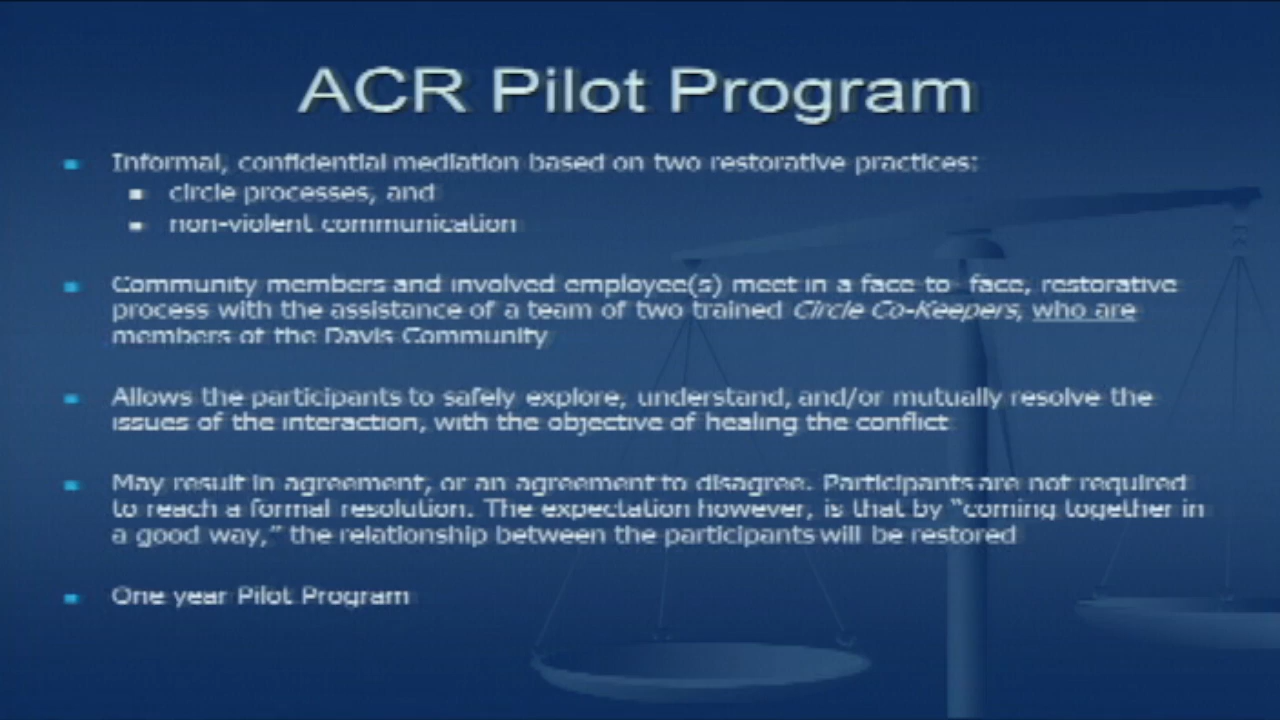 ACR Pilot Program
Informal, confidential mediation based on two restorative practices:
circle processes, and
non-violent communication
Community members and involved employee(s) meet in a face to face, restorative
process with the assistance of a team of two trained Circle Co-Keepers, who are
members of the Davis Community
Allows the participants to safely explore, understand, and/or mutually resolve the
issues of the interaction, with the objective of healing the conflict
May result in agreement, or an agreement to disagree. Participants are not required
to reach a formal resolution. The expectation however, is that by “coming together in
a good way,” the relationship between the participants will be restored
One year Pilot Program